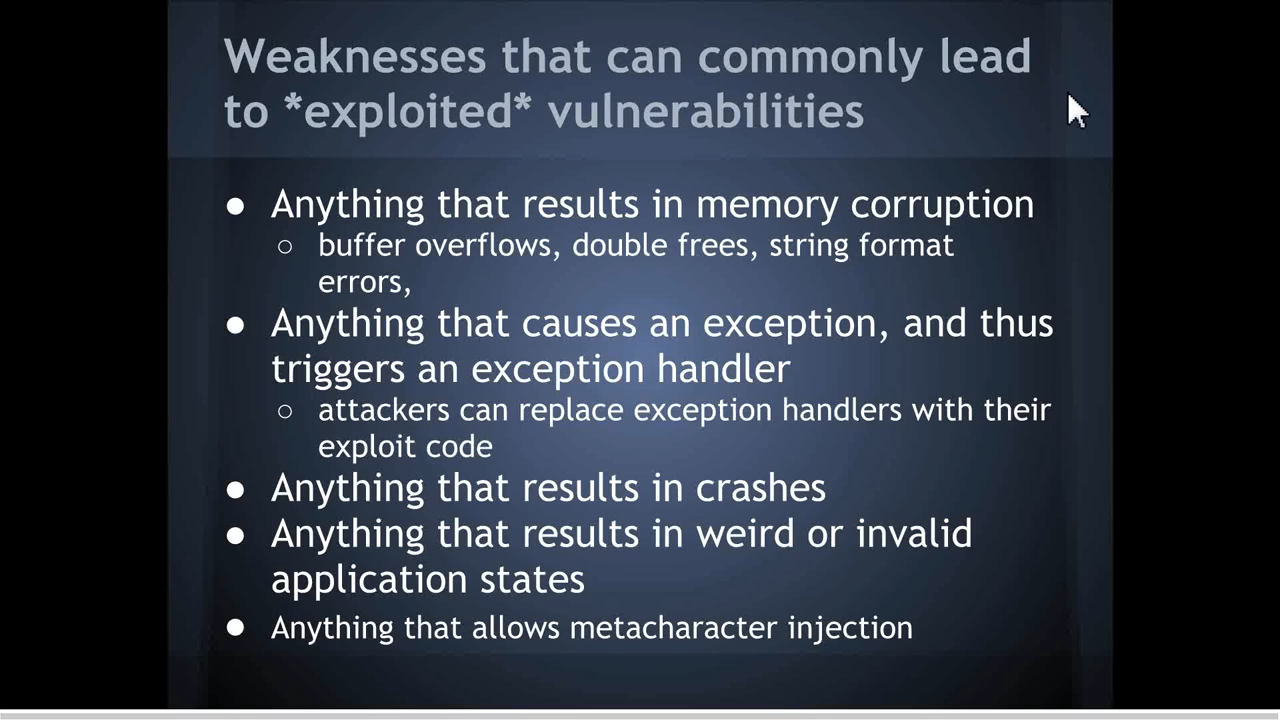 Weaknesses that can commonly lead
to *exploited* vulnerabilities
● Anything that results in memory corruption
○ buffer overflows, double frees, string format
errors,
● Anything that causes an exception, and thus
triggers an exception handler
○ attackers can replace exception handlers with their
exploit code
● Anything that results in crashes
● Anything that results in weird or invalid
application states
● Anything that allows metacharacter injection